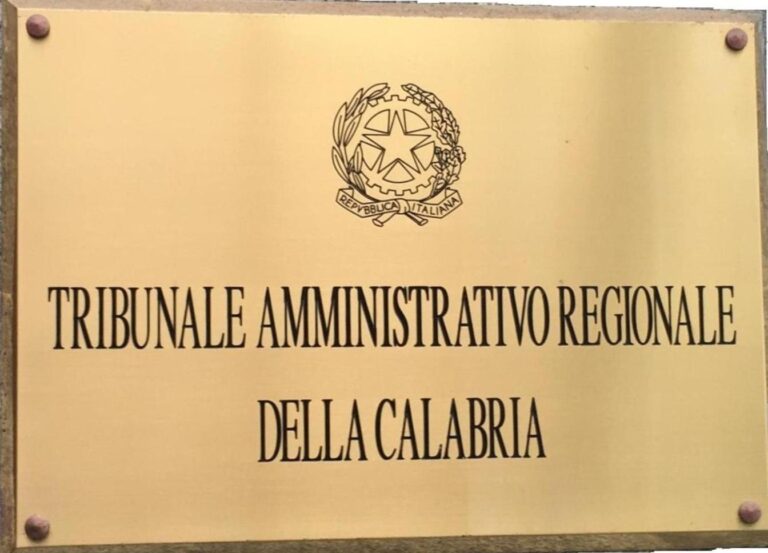 REPVBBLICA ITALIANA
TRIBUNALE AMMINISTRATIVO REGIONALE
DELLA CALABRIA